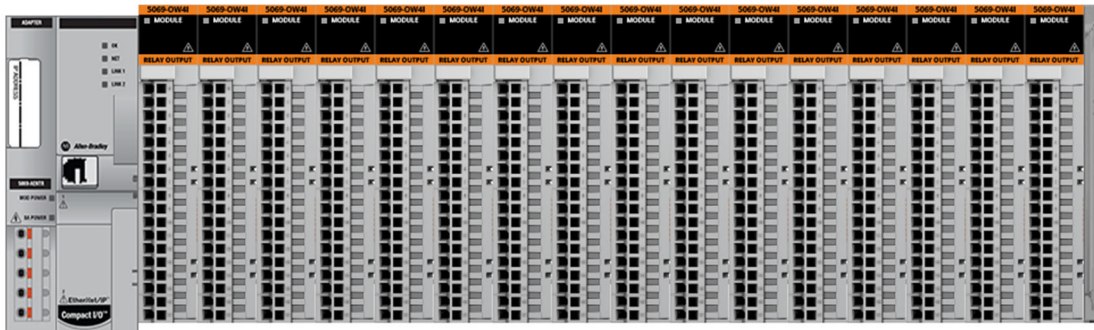 ADAPTER
IP ADDRESS
OK
NET
LINK 1
LINK 2
Allen-Bradley
5069-AENTR
MOD POWER
SA POWER
EtherNet/IP™
Compact I/O™
5069-OW4I 5069-OW4I 5069-OW4I 5069-OW4I 5069-OW4I 5069-OW4I 5069-OW4I 5069-OW4I 5069-OW4I 5069-OW4I 5069-OW4I 5069-OW4I 5069-OW4I 5069-OW4I 5069-OW4I 5069-OW4I
MODULE MODULE MODULE MODULE MODULE MODULE MODULE MODULE MODULE MODULE MODULE MODULE MODULE MODULE MODULE MODULE
RELAY OUTPUT RELAY OUTPUT RELAY OUTPUT RELAY OUTPUT RELAY OUTPUT RELAY OUTPUT RELAY OUTPUT RELAY OUTPUT RELAY OUTPUT RELAY OUTPUT RELAY OUTPUT RELAY OUTPUT RELAY OUTPUT RELAY OUTPUT RELAY OUTPUT RELAY OUTPUT